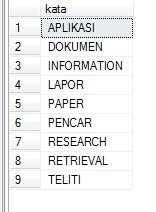 kata
1 APLIKASI
2 DOKUMEN
3 INFORMATION
4 LAPOR
5 PAPER
6 PENCAR
7 RESEARCH
8 RETRIEVAL
9 TELITI